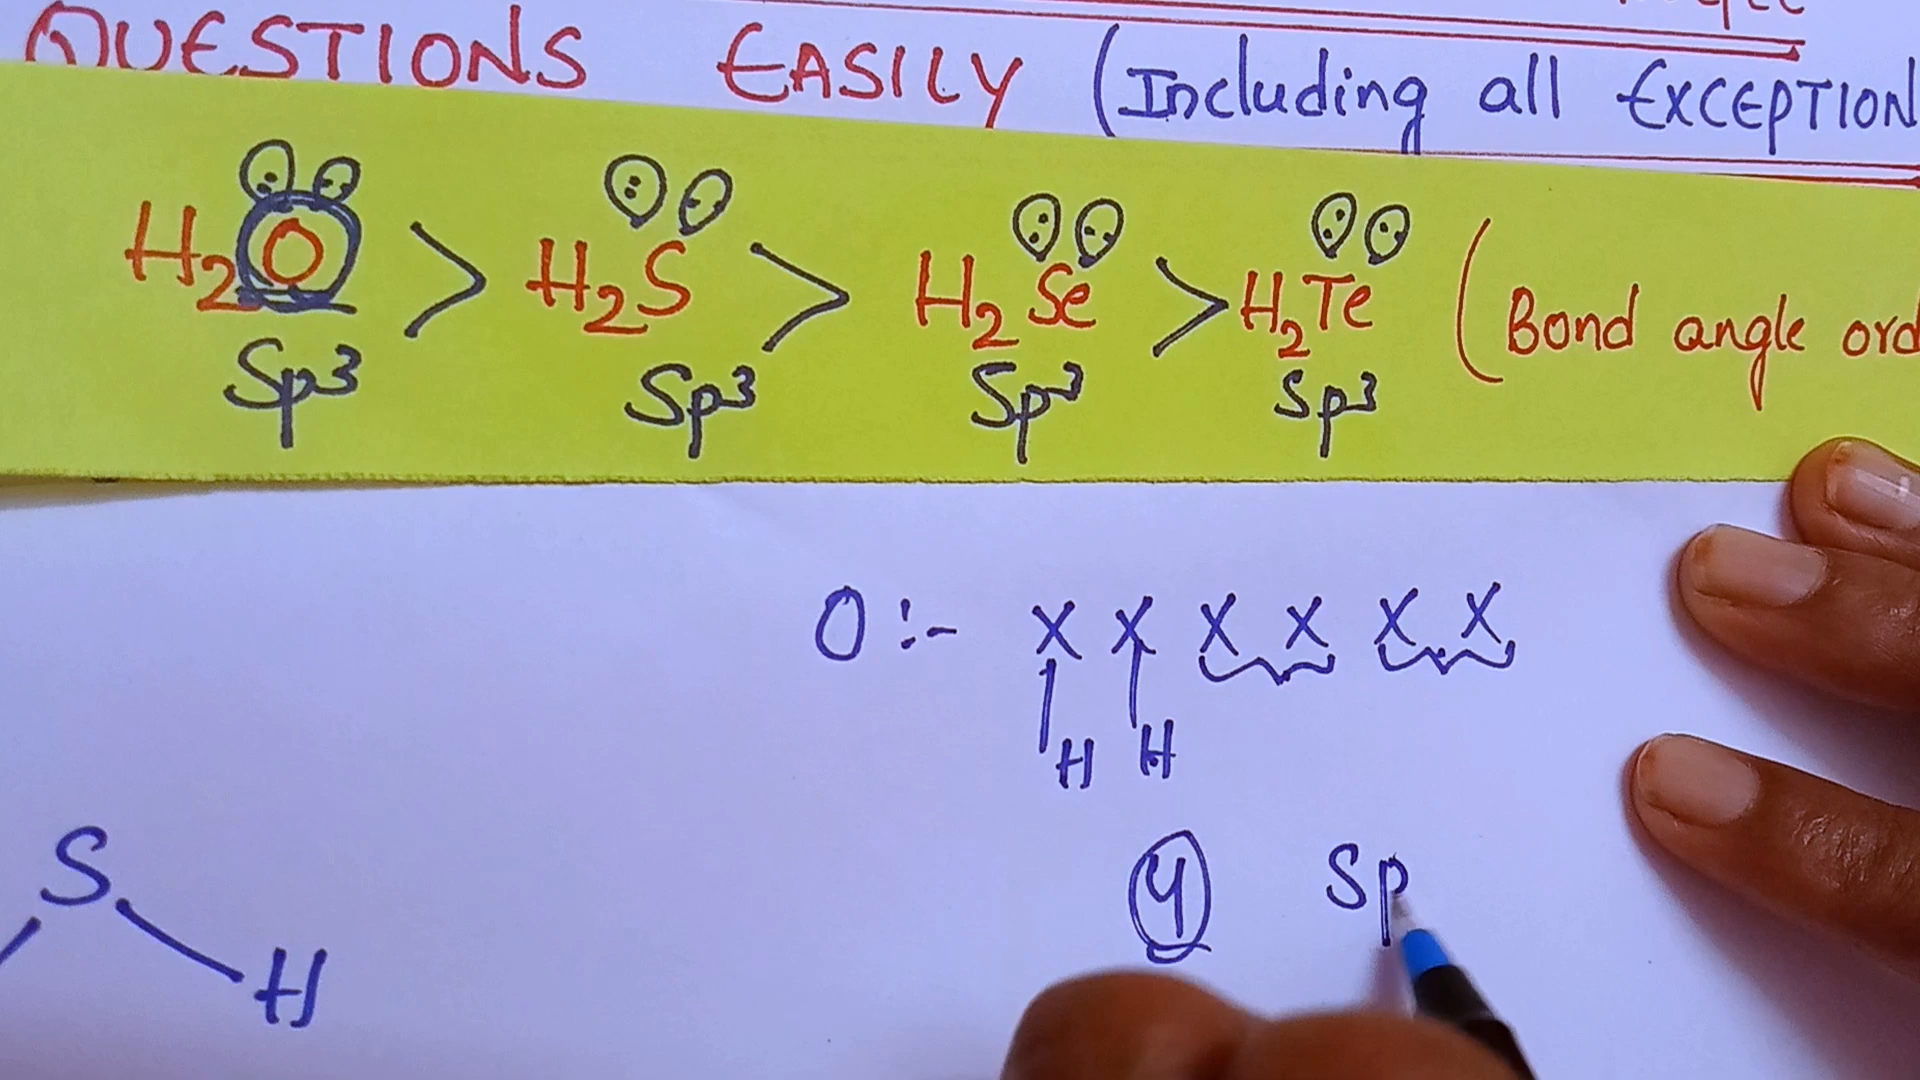 QUESTIONS EASILY (Including all EXCEPTION
H₂O > H₂S > H₂Se > H₂Te (Bond angle ord
Sp³ Sp³ Sp³ Sp³
O :- x x x x x x
H H
4 Sp
S
H